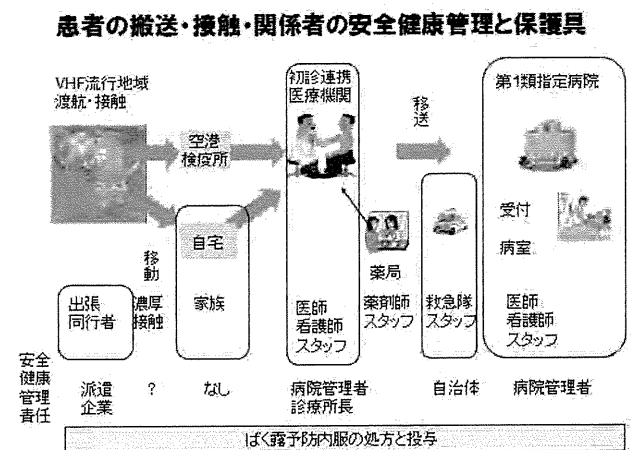 患者の搬送・接触・関係者の安全健康管理と保護具
VHF流行地域
渡航・接触
空港
検疫所
初診連携
医療機関
移送
第1類指定病院
自宅
受付
病室
移動
薬局
出張
同行者
濃厚
接触
家族
医師
看護師
スタッフ
薬剤師
スタッフ
救急隊
スタッフ
医師
看護師
スタッフ
安全
健康
管理
責任
派遣
企業
?
なし
病院管理者
診療所長
自治体
病院管理者
ばく露予防内服の処方と投与